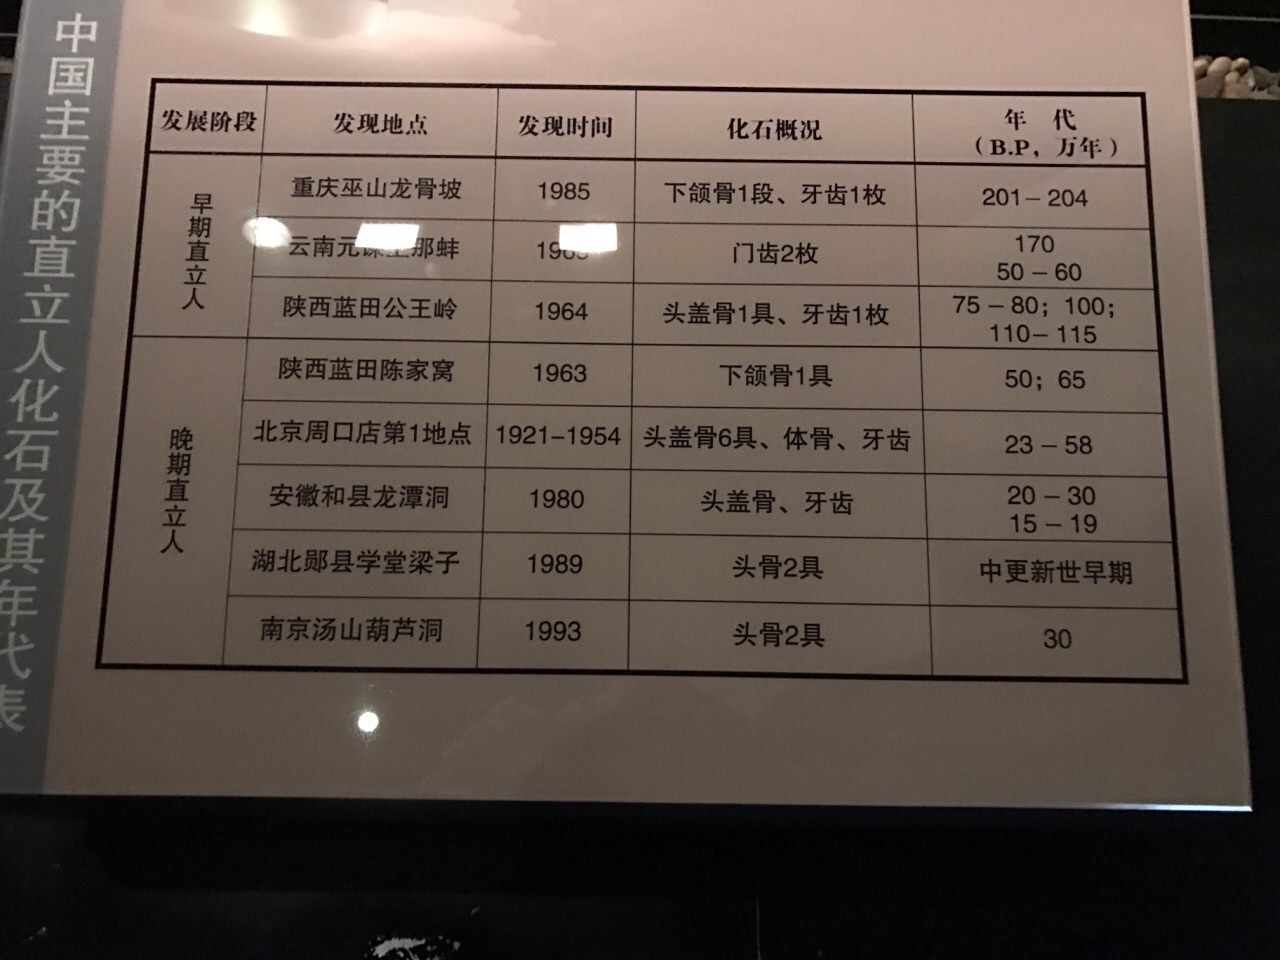 中国主要的直立人化石及其年代表
发展阶段 发现地点 发现时间 化石概况 年 代
(B.P, 万年)
早期直立人
重庆巫山龙骨坡 1985 下颌骨1段、牙齿1枚 201－204
云南元谋上那蚌 门齿2枚 170
50－60
陕西蓝田公王岭 1964 头盖骨1具、牙齿1枚 75－80; 100;
110－115
晚期直立人
陕西蓝田陈家窝 1963 下颌骨1具 50; 65
北京周口店第1地点 1921-1954 头盖骨6具、体骨、牙齿 23－58
安徽和县龙潭洞 1980 头盖骨、牙齿 20－30
15－19
湖北郧县学堂梁子 1989 头骨2具 中更新世早期
南京汤山葫芦洞 1993 头骨2具 30